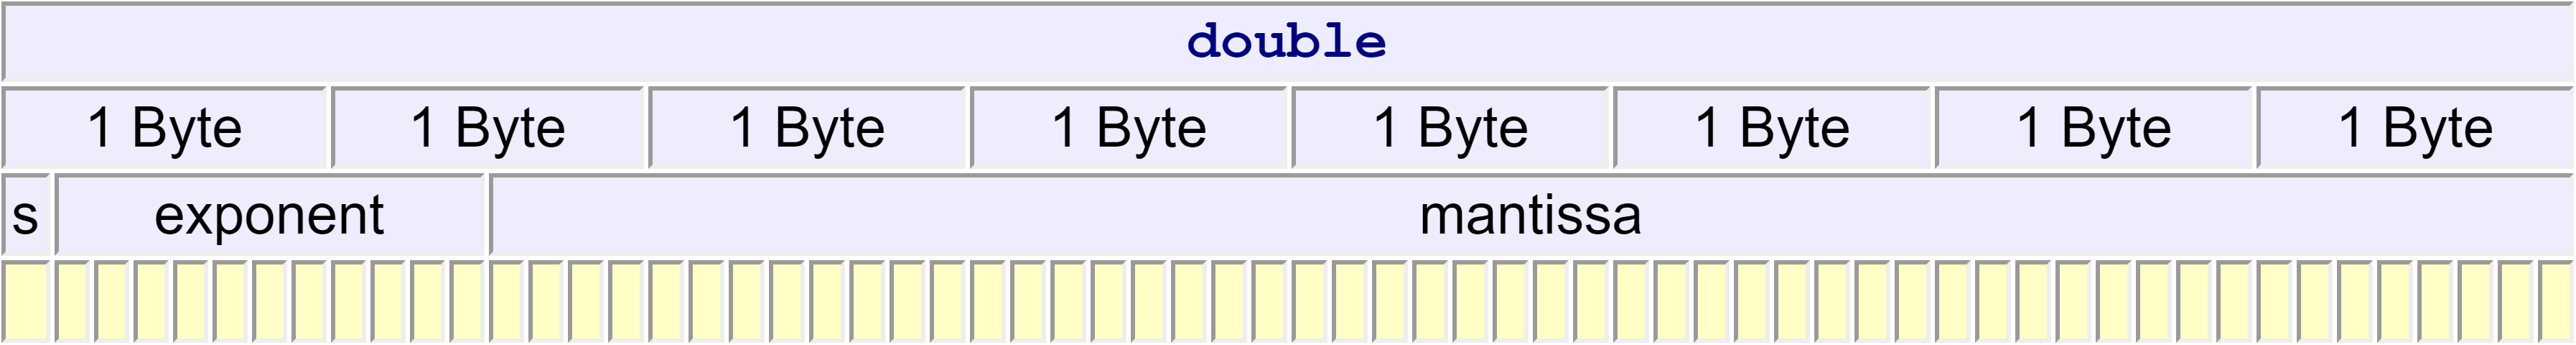 double
1 Byte 1 Byte 1 Byte 1 Byte 1 Byte 1 Byte 1 Byte 1 Byte
s exponent mantissa